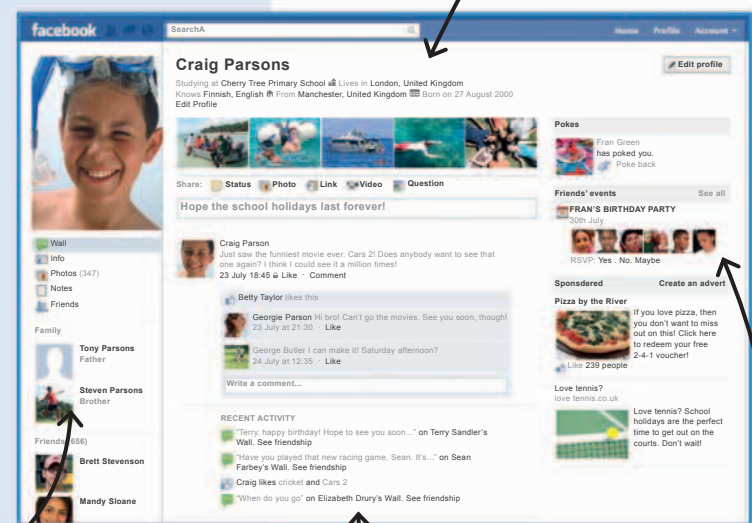 facebook
SearchA
Home Profile Account
Craig Parsons
Edit profile
Studying at Cherry Tree Primary School Lives in London, United Kingdom
Knows Finnish, English From Manchester, United Kingdom Born on 27 August 2000
Edit Profile
Share: Status Photo Link Video Question
Hope the school holidays last forever!
Craig Parson
Just saw the funniest movie ever. Cars 2! Does anybody want to see that
one again? I think I could see it a million times!
23 July 18:45 Like · Comment
Betty Taylor likes this
Georgie Parson Hi bro! Can't go the movies. See you soon, though!
23 July at 21:30 · Like
George Butler I can make it! Saturday afternoon?
24 July at 12:35 · Like
Write a comment...
RECENT ACTIVITY
"Terry, happy birthday! Hope to see you soon..." on Terry Sandler's
Wall. See friendship
"Have you played that new racing game, Sean. It's..." on Sean
Farbey's Wall. See friendship
Craig likes cricket and Cars 2
"When do you go" on Elizabeth Drury's Wall. See friendship
Wall
Info
Photos (347)
Notes
Friends
Family
Tony Parsons
Father
Steven Parsons
Brother
Friends (656)
Brett Stevenson
Mandy Sloane
Pokes
Fran Green
has poked you.
Poke back
Friends' events See all
FRAN'S BIRTHDAY PARTY
30th July
RSVP: Yes . No. Maybe
Sponsdered Create an advert
Pizza by the River
If you love pizza, then
you don't want to miss
out on this! Click here
to redeem your free
2-4-1 voucher!
Like 239 people
Love tennis?
love tennis.co.uk
Love tennis? School
holidays are the perfect
time to get out on the
courts. Don't wait!